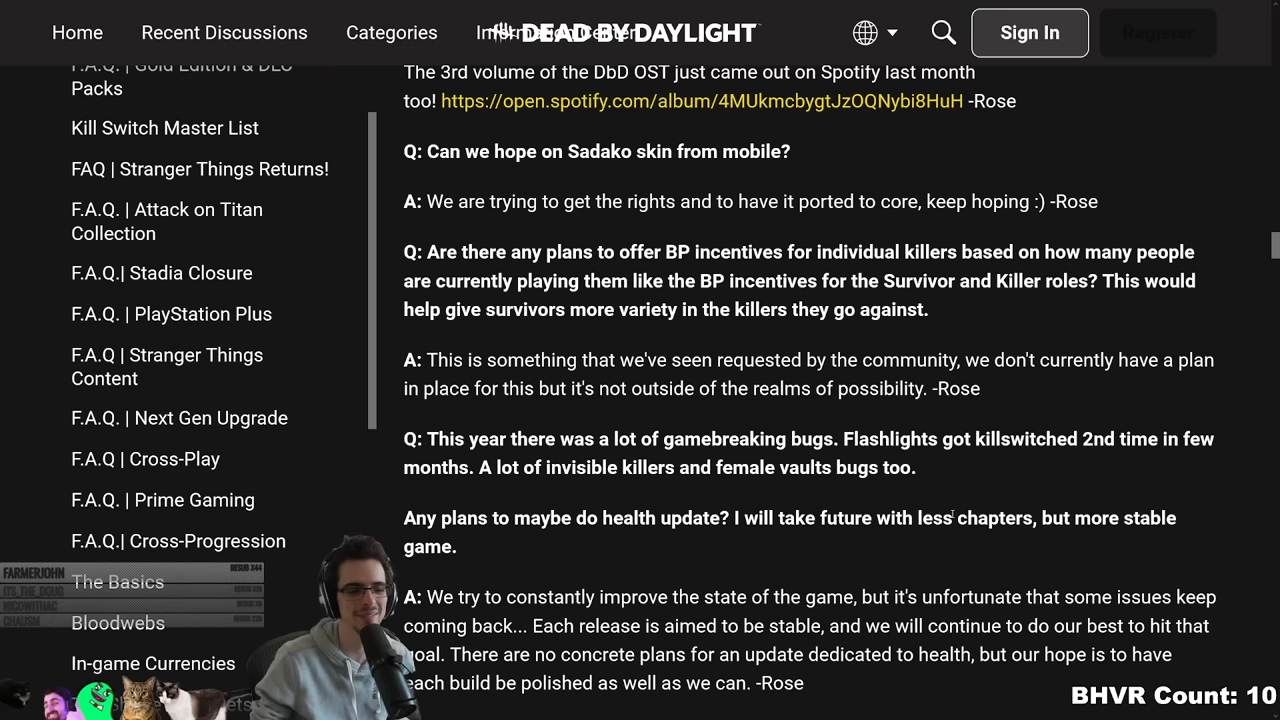 Home
Recent Discussions
Categories
DEAD BY DAYLIGHT
Sign In
Register
F.A.Q. | Gold Edition & DLC
Packs
Kill Switch Master List
FAQ | Stranger Things Returns!
F.A.Q. | Attack on Titan
Collection
F.A.Q.| Stadia Closure
F.A.Q. | PlayStation Plus
F.A.Q | Stranger Things
Content
F.A.Q. | Next Gen Upgrade
F.A.Q | Cross-Play
F.A.Q. | Prime Gaming
F.A.Q.| Cross-Progression
The Basics
Bloodwebs
In-game Currencies
The 3rd volume of the DbD OST just came out on Spotify last month
too! https://open.spotify.com/album/4MUkmcbygtJzOQNybi8HuH -Rose
Q: Can we hope on Sadako skin from mobile?
A: We are trying to get the rights and to have it ported to core, keep hoping :) -Rose
Q: Are there any plans to offer BP incentives for individual killers based on how many people
are currently playing them like the BP incentives for the Survivor and Killer roles? This would
help give survivors more variety in the killers they go against.
A: This is something that we've seen requested by the community, we don't currently have a plan
in place for this but it's not outside of the realms of possibility. -Rose
Q: This year there was a lot of gamebreaking bugs. Flashlights got killswitched 2nd time in few
months. A lot of invisible killers and female vaults bugs too.
Any plans to maybe do health update? I will take future with less chapters, but more stable
game.
A: We try to constantly improve the state of the game, but it's unfortunate that some issues keep
coming back... Each release is aimed to be stable, and we will continue to do our best to hit that
goal. There are no concrete plans for an update dedicated to health, but our hope is to have
each build be polished as well as we can. -Rose
FARMERJOHN RESUB X44
ITS_THE_DOUG
NICOWITHAC
CHAUSM
BHVR Count: 10